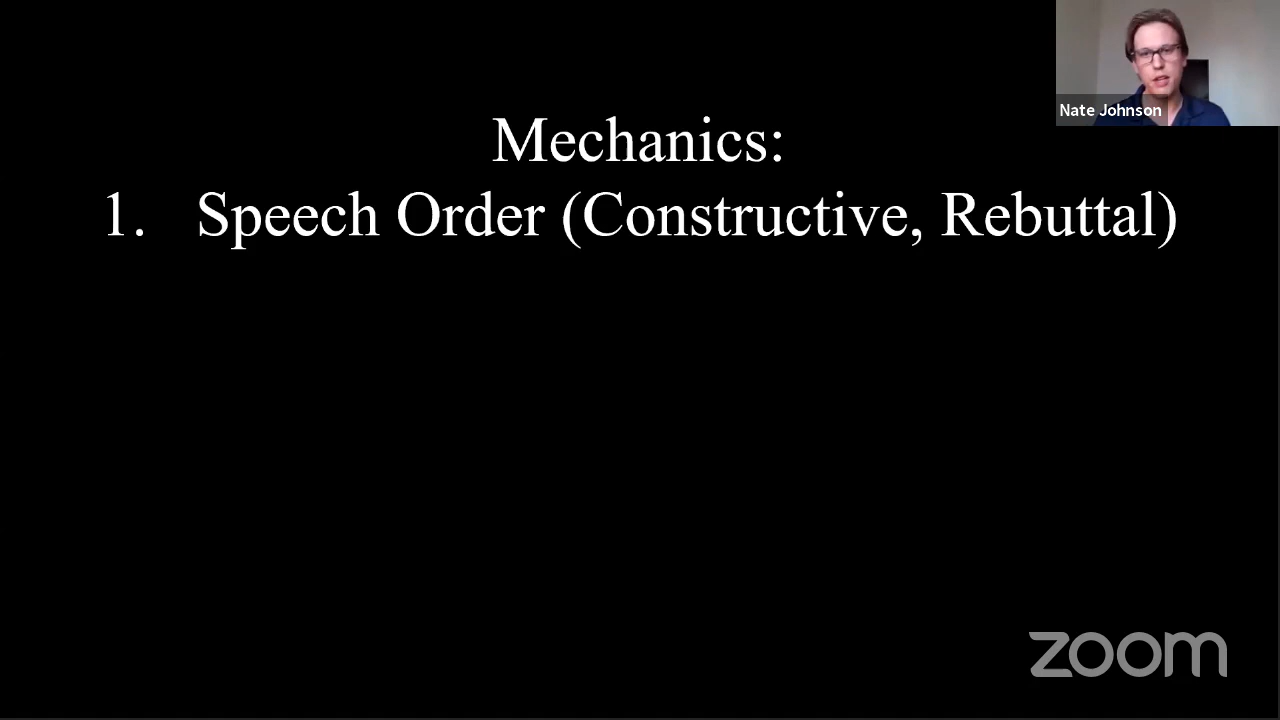 Nate Johnson
Mechanics:
1. Speech Order (Constructive, Rebuttal)
zoom